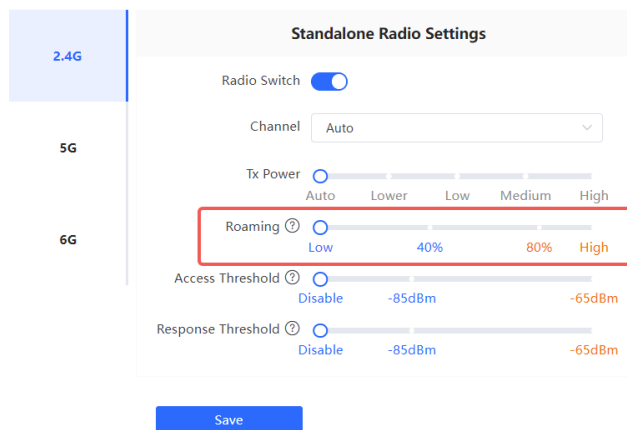 Standalone Radio Settings
2.4G
5G
6G
Radio Switch
Channel Auto
Tx Power
Auto Lower Low Medium High
Roaming ?
Low 40% 80% High
Access Threshold ?
Disable -85dBm -65dBm
Response Threshold ?
Disable -85dBm -65dBm
Save